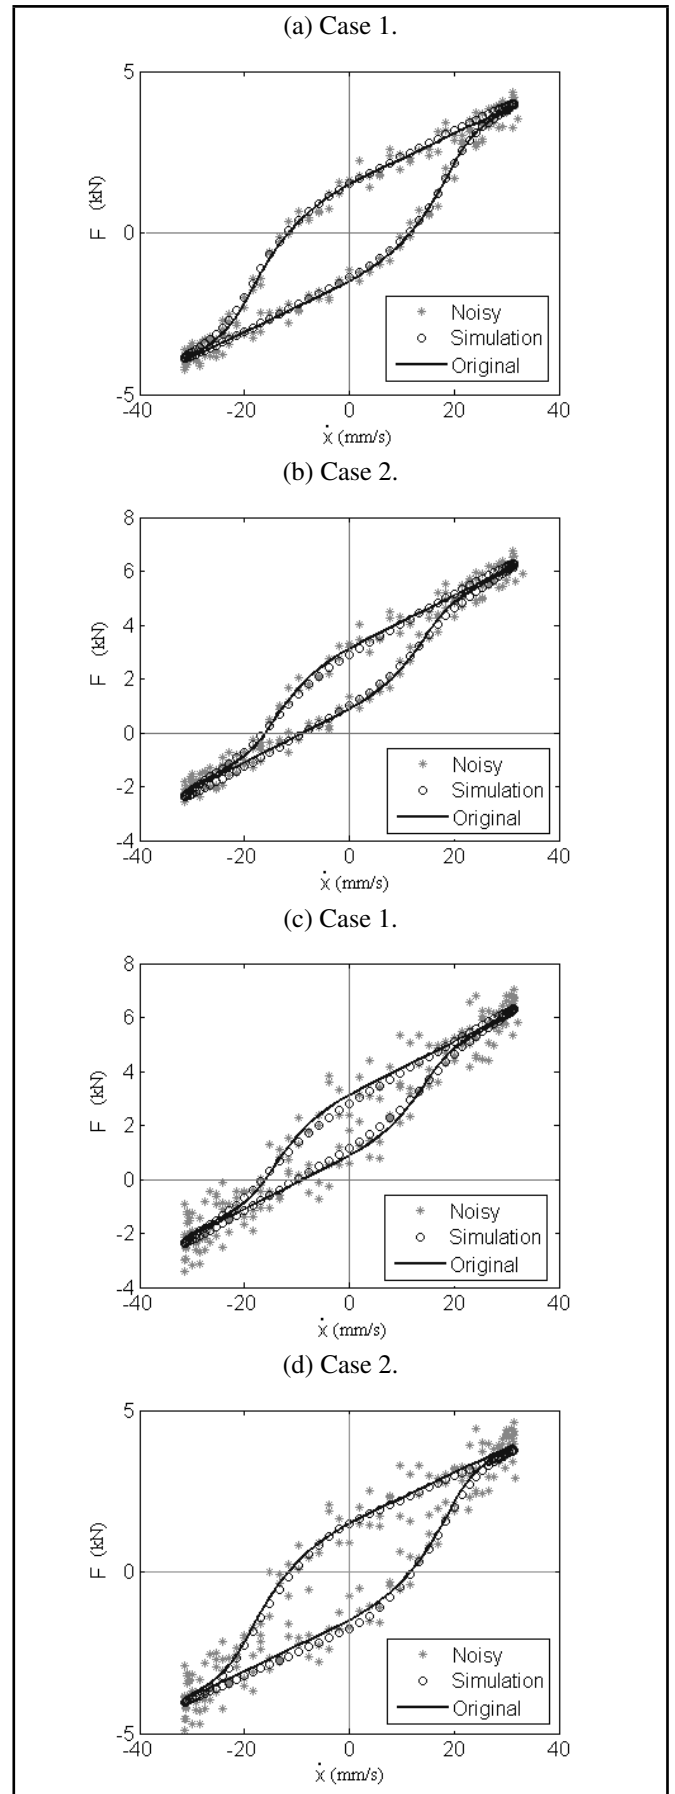 (a) Case 1.
5
0
-5
F (kN)
Noisy
Simulation
Original
-40 -20 0 20 40
ẋ (mm/s)
(b) Case 2.
8
6
4
2
0
-2
-4
F (kN)
Noisy
Simulation
Original
-40 -20 0 20 40
ẋ (mm/s)
(c) Case 1.
8
6
4
2
0
-2
-4
F (kN)
Noisy
Simulation
Original
-40 -20 0 20 40
ẋ (mm/s)
(d) Case 2.
5
0
-5
F (kN)
Noisy
Simulation
Original
-40 -20 0 20 40
ẋ (mm/s)